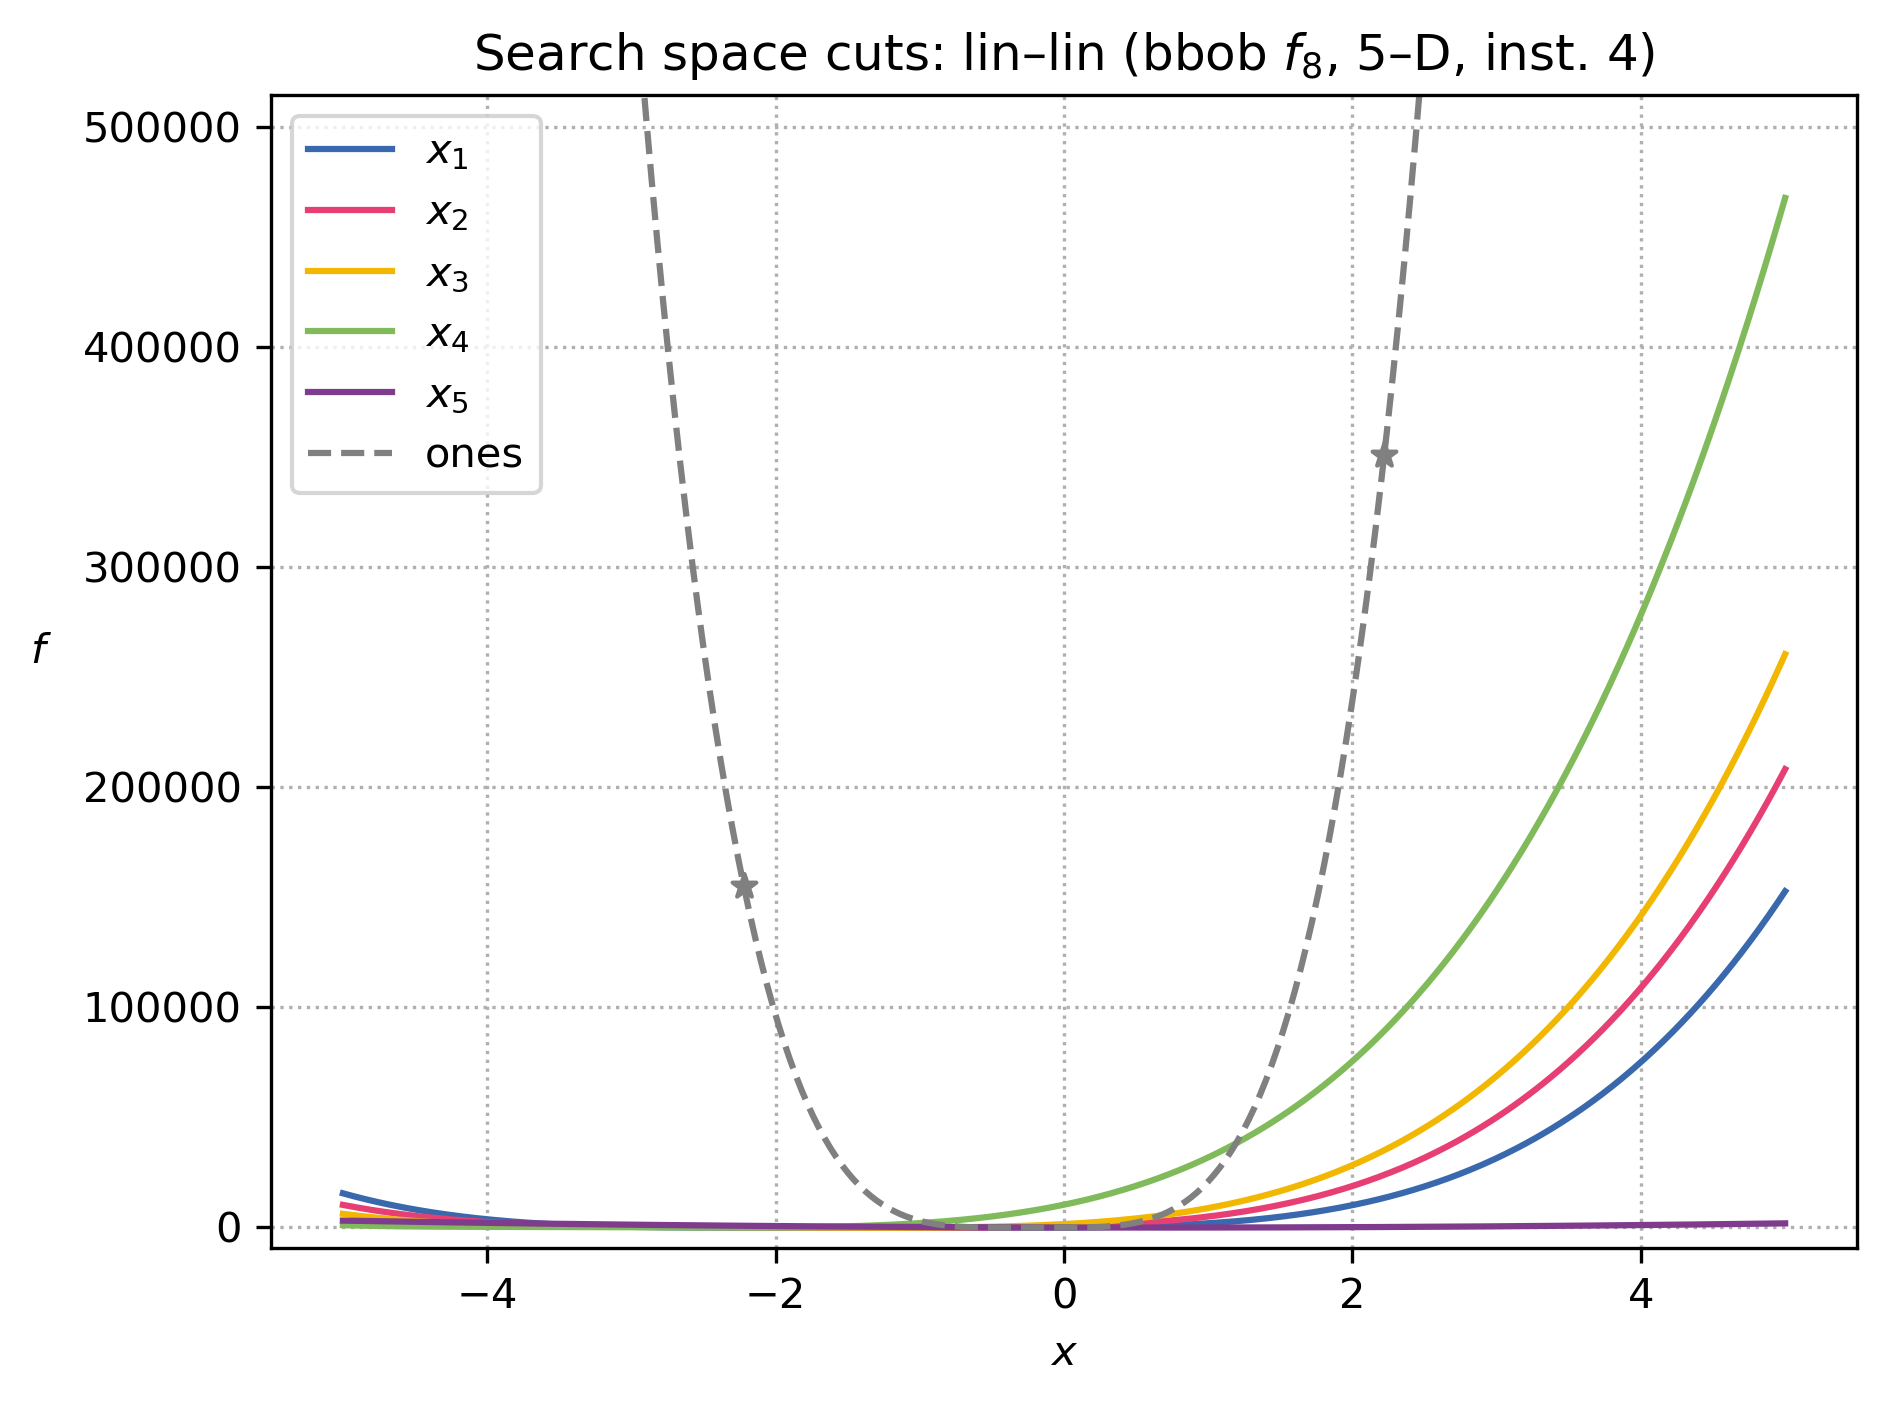 Search space cuts: lin–lin (bbob f₈, 5–D, inst. 4)
500000
400000
300000
200000
100000
0
f
x₁
x₂
x₃
x₄
x₅
ones
−4 −2 0 2 4
x